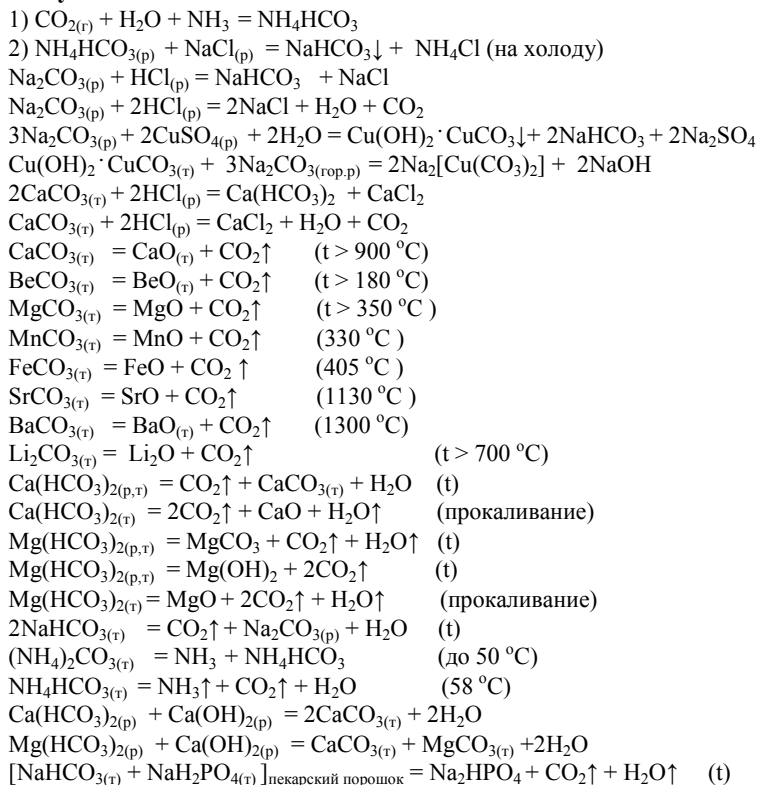 1) CO₂₍г₎ + H₂O + NH₃ = NH₄HCO₃
2) NH₄HCO₃₍р₎ + NaCl₍р₎ = NaHCO₃↓ + NH₄Cl (на холоду)
Na₂CO₃₍р₎ + HCl₍р₎ = NaHCO₃ + NaCl
Na₂CO₃₍р₎ + 2HCl₍р₎ = 2NaCl + H₂O + CO₂
3Na₂CO₃₍р₎ + 2CuSO₄₍р₎ + 2H₂O = Cu(OH)₂·CuCO₃↓+ 2NaHCO₃ + 2Na₂SO₄
Cu(OH)₂·CuCO₃₍т₎ + 3Na₂CO₃₍гор.р₎ = 2Na₂[Cu(CO₃)₂] + 2NaOH
2CaCO₃₍т₎ + 2HCl₍р₎ = Ca(HCO₃)₂ + CaCl₂
CaCO₃₍т₎ + 2HCl₍р₎ = CaCl₂ + H₂O + CO₂
CaCO₃₍т₎ = CaO₍т₎ + CO₂↑ (t > 900 °C)
BeCO₃₍т₎ = BeO₍т₎ + CO₂↑ (t > 180 °C)
MgCO₃₍т₎ = MgO + CO₂↑ (t > 350 °C )
MnCO₃₍т₎ = MnO + CO₂↑ (330 °C )
FeCO₃₍т₎ = FeO + CO₂ ↑ (405 °C )
SrCO₃₍т₎ = SrO + CO₂↑ (1130 °C )
BaCO₃₍т₎ = BaO₍т₎ + CO₂↑ (1300 °C)
Li₂CO₃₍т₎ = Li₂O + CO₂↑ (t > 700 °C)
Ca(HCO₃)₂₍р,т₎ = CO₂↑ + CaCO₃₍т₎ + H₂O (t)
Ca(HCO₃)₂₍т₎ = 2CO₂↑ + CaO + H₂O↑ (прокаливание)
Mg(HCO₃)₂₍р,т₎ = MgCO₃ + CO₂↑ + H₂O↑ (t)
Mg(HCO₃)₂₍р,т₎ = Mg(OH)₂ + 2CO₂↑ (t)
Mg(HCO₃)₂₍т₎ = MgO + 2CO₂↑ + H₂O↑ (прокаливание)
2NaHCO₃₍т₎ = CO₂↑ + Na₂CO₃₍р₎ + H₂O (t)
(NH₄)₂CO₃₍т₎ = NH₃ + NH₄HCO₃ (до 50 °C)
NH₄HCO₃₍т₎ = NH₃↑ + CO₂↑ + H₂O (58 °C)
Ca(HCO₃)₂₍р₎ + Ca(OH)₂₍р₎ = 2CaCO₃₍т₎ + 2H₂O
Mg(HCO₃)₂₍р₎ + Ca(OH)₂₍р₎ = CaCO₃₍т₎ + MgCO₃₍т₎ +2H₂O
[NaHCO₃₍т₎ + NaH₂PO₄₍т₎ ]пекарский порошок = Na₂HPO₄ + CO₂↑ + H₂O↑ (t)